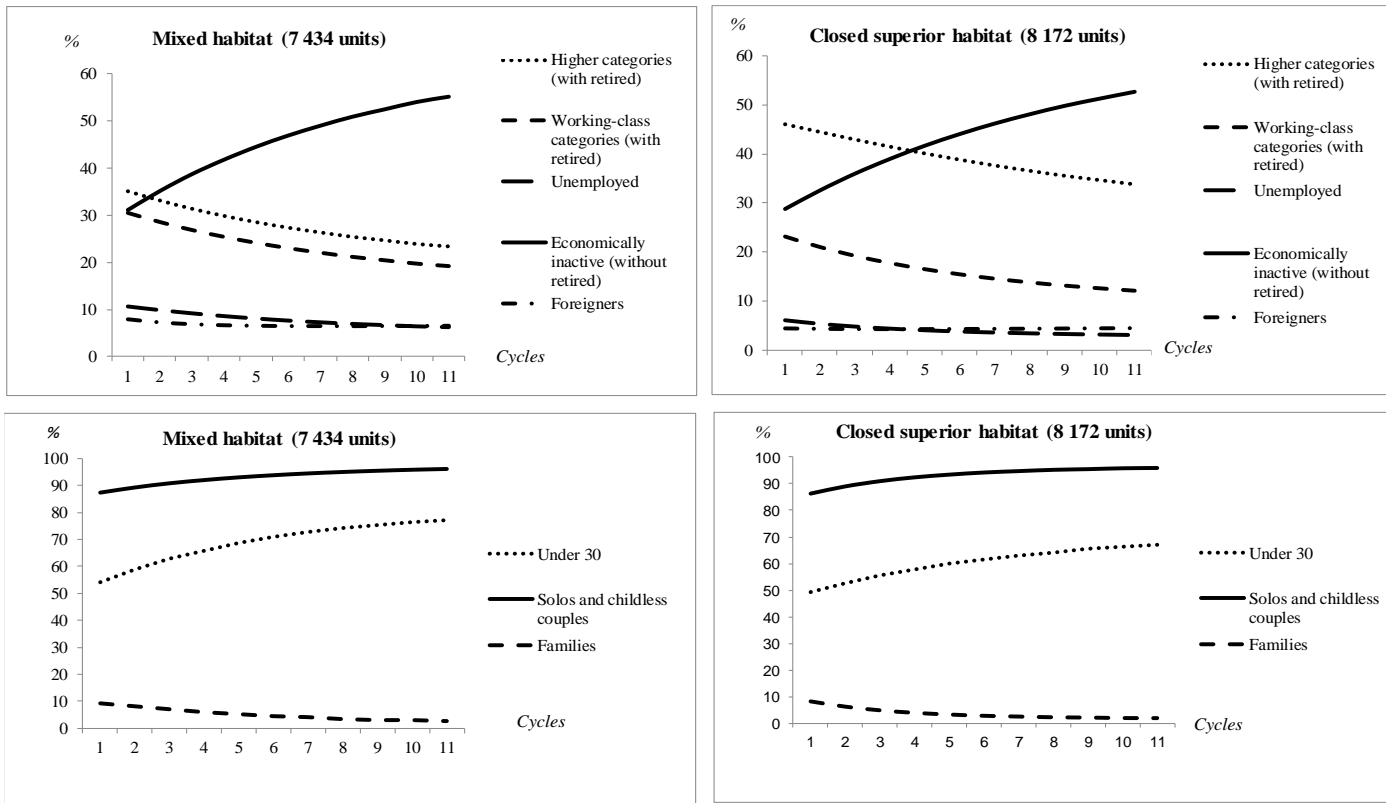 %
Mixed habitat (7 434 units)
60
50
40
30
20
10
0
1 2 3 4 5 6 7 8 9 10 11
Cycles
Higher categories
(with retired)
Working-class
categories (with
retired)
Unemployed
Economically
inactive (without
retired)
Foreigners
%
Closed superior habitat (8 172 units)
60
50
40
30
20
10
0
1 2 3 4 5 6 7 8 9 10 11
Cycles
Higher categories
(with retired)
Working-class
categories (with
retired)
Unemployed
Economically
inactive (without
retired)
Foreigners
%
Mixed habitat (7 434 units)
100
90
80
70
60
50
40
30
20
10
0
1 2 3 4 5 6 7 8 9 10 11
Cycles
Under 30
Solos and childless
couples
Families
%
Closed superior habitat (8 172 units)
100
90
80
70
60
50
40
30
20
10
0
1 2 3 4 5 6 7 8 9 10 11
Cycles
Under 30
Solos and childless
couples
Families